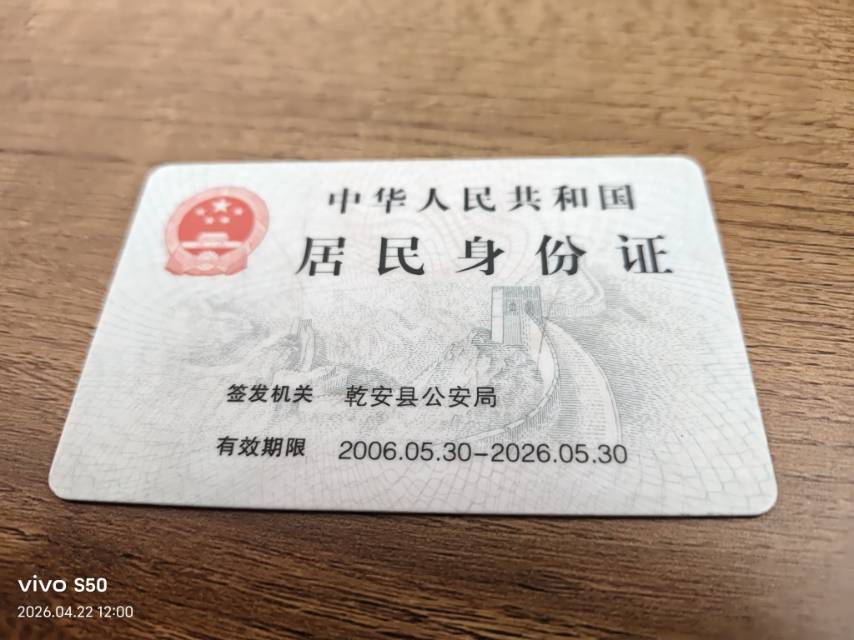 中华人民共和国
居民身份证
签发机关 乾安县公安局
有效期限 2006.05.30-2026.05.30
vivo S50
2026.04.22 12:00